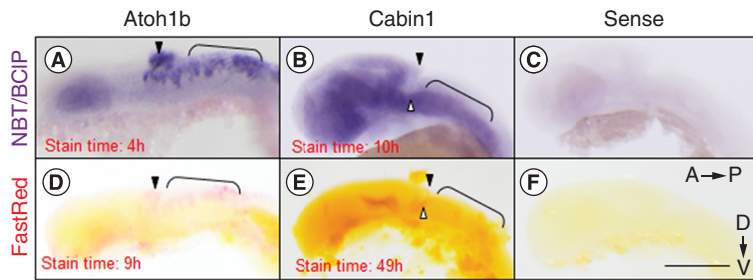 Atoh1b Cabin1 Sense
NBT/BCIP
A B C
Stain time: 4h Stain time: 10h
FastRed
D E F
A P
D
V
Stain time: 9h Stain time: 49h